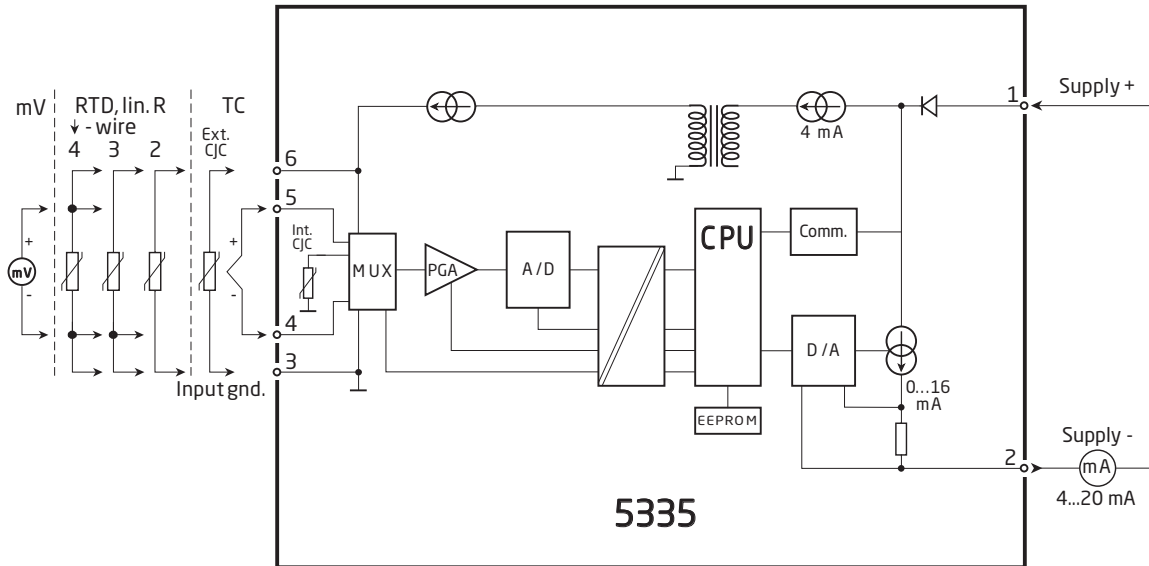 mV
RTD, lin. R
- wire
4 3 2
TC
Ext.
CJC
+
mV
-
+
-
6
5
4
3
Input gnd.
Int.
CJC
MUX
PGA
A/D
CPU
EEPROM
Comm.
D/A
4 mA
0...16
mA
1
Supply +
2
Supply -
mA
4...20 mA
5335